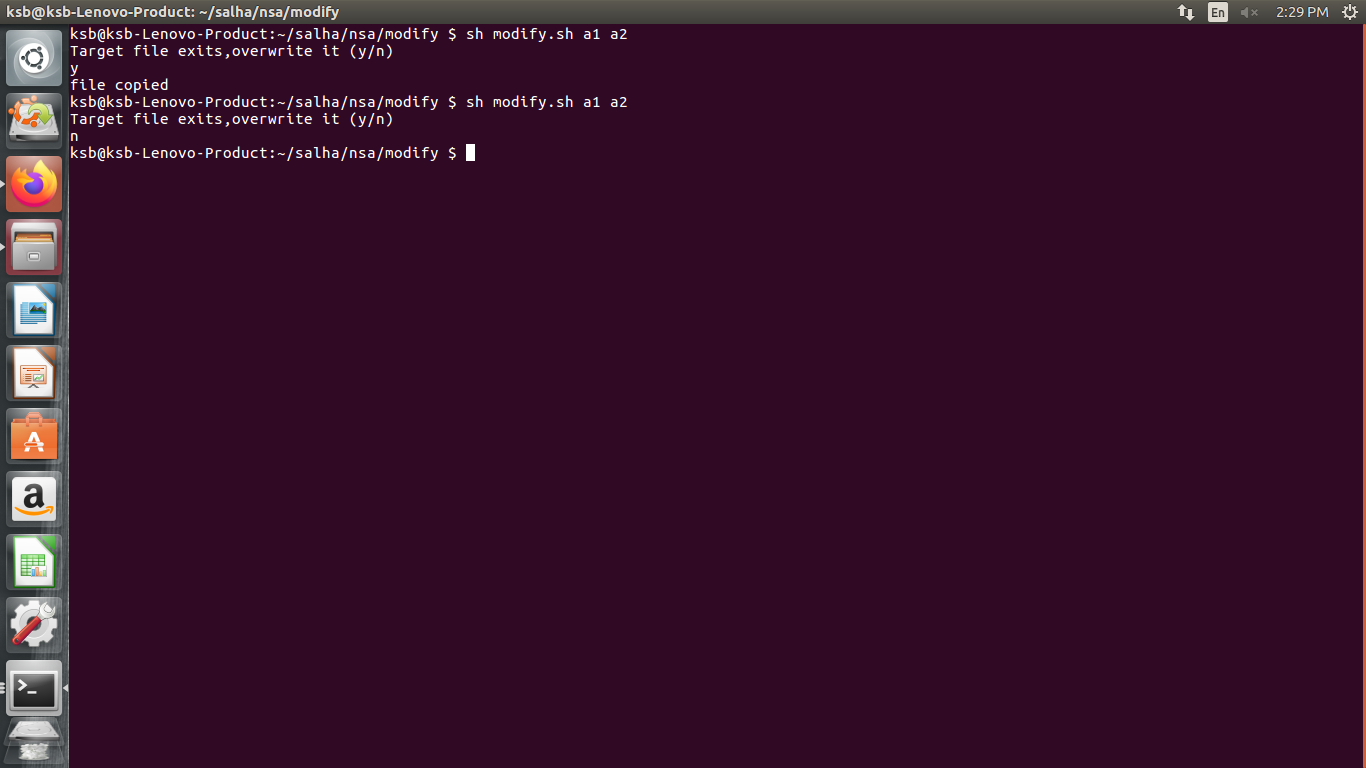 ksb@ksb-Lenovo-Product: ~/salha/nsa/modify
En
2:29 PM
ksb@ksb-Lenovo-Product:~/salha/nsa/modify $ sh modify.sh a1 a2
Target file exits,overwrite it (y/n)
y
file copied
ksb@ksb-Lenovo-Product:~/salha/nsa/modify $ sh modify.sh a1 a2
Target file exits,overwrite it (y/n)
n
ksb@ksb-Lenovo-Product:~/salha/nsa/modify $